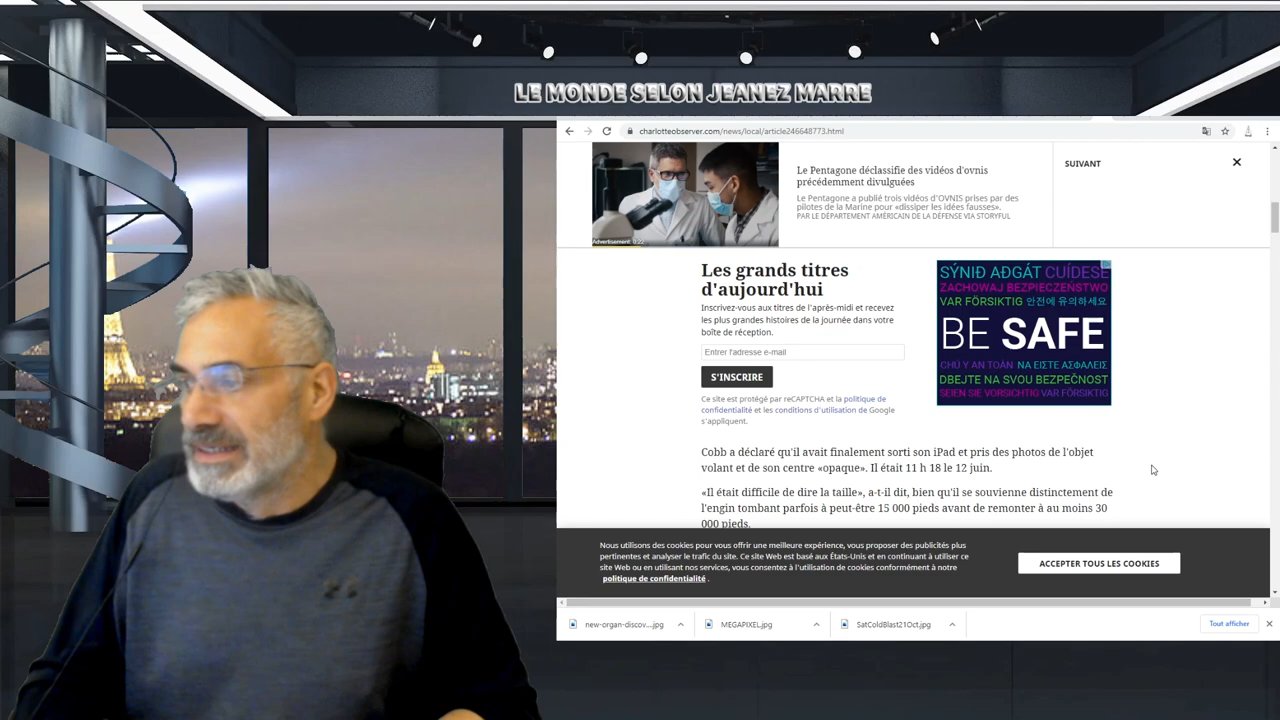 LE MONDE SELON JEANEZ MARRE
charlotteobserver.com/news/local/article246648773.html
Advertisement: 0:22
Le Pentagone déclassifie des vidéos d'ovnis
précédemment divulguées
Le Pentagone a publié trois vidéos d'OVNIS prises par des
pilotes de la Marine pour «dissiper les idées fausses».
PAR LE DÉPARTEMENT AMÉRICAIN DE LA DÉFENSE VIA STORYFUL
SUIVANT
Les grands titres
d'aujourd'hui
Inscrivez-vous aux titres de l'après-midi et recevez
les plus grandes histoires de la journée dans votre
boîte de réception.
Entrer l'adresse e-mail
S'INSCRIRE
Ce site est protégé par reCAPTCHA et la politique de
confidentialité et les conditions d'utilisation de Google
s'appliquent.
SÝNIÐ AÐGÁT CUÍDESE
ZACHOWAJ BEZPIECZEŃSTWO
VAR FÖRSIKTIG 안전에 유의하세요
BE SAFE
CHÚ Ý AN TOÀN ΝΑ ΕΙΣΤΕ ΑΣΦΑΛΕΙΣ
DBEJTE NA SVOU BEZPEČNOST
SEIEN SIE VORSICHTIG VAR FÖRSIKTIG
Cobb a déclaré qu'il avait finalement sorti son iPad et pris des photos de l'objet
volant et de son centre «opaque». Il était 11 h 18 le 12 juin.
«Il était difficile de dire la taille», a-t-il dit, bien qu'il se souvienne distinctement de
l'engin tombant parfois à peut-être 15 000 pieds avant de remonter à au moins 30
000 pieds.
Nous utilisons des cookies pour vous offrir une meilleure expérience, vous proposer des publicités plus
pertinentes et analyser le trafic du site. Ce site Web est basé aux États-Unis et en continuant à utiliser ce
site Web ou en utilisant nos services, vous consentez à l'utilisation de cookies conformément à notre
politique de confidentialité .
ACCEPTER TOUS LES COOKIES
new-organ-discov....jpg
MEGAPIXEL.jpg
SatColdBlast21Oct.jpg
Tout afficher